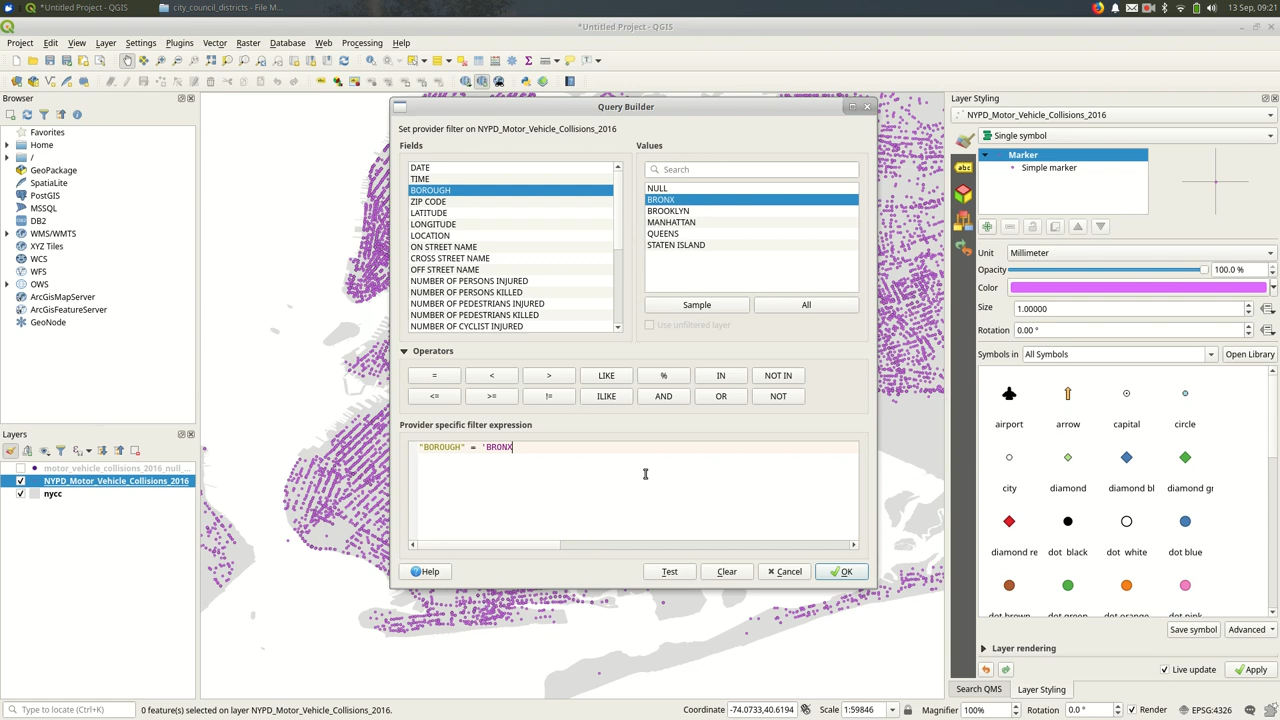 city_council_districts - File M...
13 Sep, 09:21
*Untitled Project - QGIS
Project Edit View Layer Settings Plugins Vector Raster Database Web Processing Help
Browser
Favorites
Home
/
GeoPackage
SpatiaLite
PostGIS
MSSQL
DB2
WMS/WMTS
XYZ Tiles
WCS
WFS
OWS
ArcGisMapServer
ArcGisFeatureServer
GeoNode
Layers
motor_vehicle_collisions_2016_null_...
NYPD_Motor_Vehicle_Collisions_2016
nycc
Query Builder
Set provider filter on NYPD_Motor_Vehicle_Collisions_2016
Fields
DATE
TIME
BOROUGH
ZIP CODE
LATITUDE
LONGITUDE
LOCATION
ON STREET NAME
CROSS STREET NAME
OFF STREET NAME
NUMBER OF PERSONS INJURED
NUMBER OF PERSONS KILLED
NUMBER OF PEDESTRIANS INJURED
NUMBER OF PEDESTRIANS KILLED
NUMBER OF CYCLIST INJURED
Values
Search
NULL
BRONX
BROOKLYN
MANHATTAN
QUEENS
STATEN ISLAND
Sample All
Use unfiltered layer
Operators
= < > LIKE % IN NOT IN
<= >= != ILIKE AND OR NOT
Provider specific filter expression
"BOROUGH" = 'BRONX
Help Test Clear Cancel OK
Layer Styling
NYPD_Motor_Vehicle_Collisions_2016
Single symbol
Marker
Simple marker
abc
Unit Millimeter
Opacity 100.0 %
Color
Size 1.00000
Rotation 0.00 °
Symbols in All Symbols Open Library
airport arrow capital circle
city diamond diamond bl diamond gr
diamond re dot black dot white dot blue
dot brown dot green dot orange dot pink
Save symbol Advanced
Layer rendering
Live update Apply
Search QMS Layer Styling
Type to locate (Ctrl+K) 0 feature(s) selected on layer NYPD_Motor_Vehicle_Collisions_2016. Coordinate -74.0733,40.6194 Scale 1:59846 Magnifier 100% Rotation 0.0 ° Render EPSG:4326